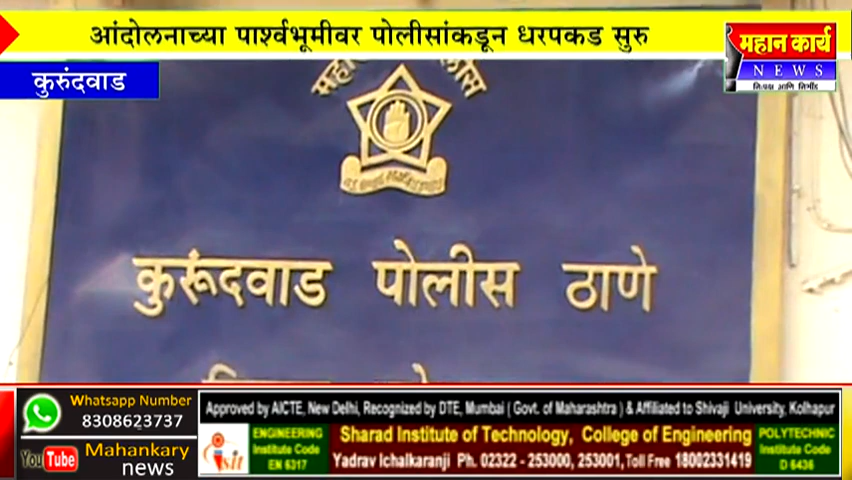 आंदोलनाच्या पार्श्वभूमीवर पोलीसांकडून धरपकड सुरु
महान कार्य
NEWS
निःपक्ष आणि निर्भीड
कुरुंदवाड
कुरूंदवाड पोलीस ठाणे
Whatsapp Number
8308623737
YouTube
Mahankary
news
Approved by AICTE, New Delhi, Recognized by DTE, Mumbai ( Govt. of Maharashtra ) & Affiliated to Shivaji University, Kolhapur
ENGINEERING
Institute Code
EN 6317
Sharad Institute of Technology, College of Engineering
Yadrav Ichalkaranji Ph. 02322 - 253000, 253001, Toll Free 18002331419
POLYTECHNIC
Institute Code
D 6436